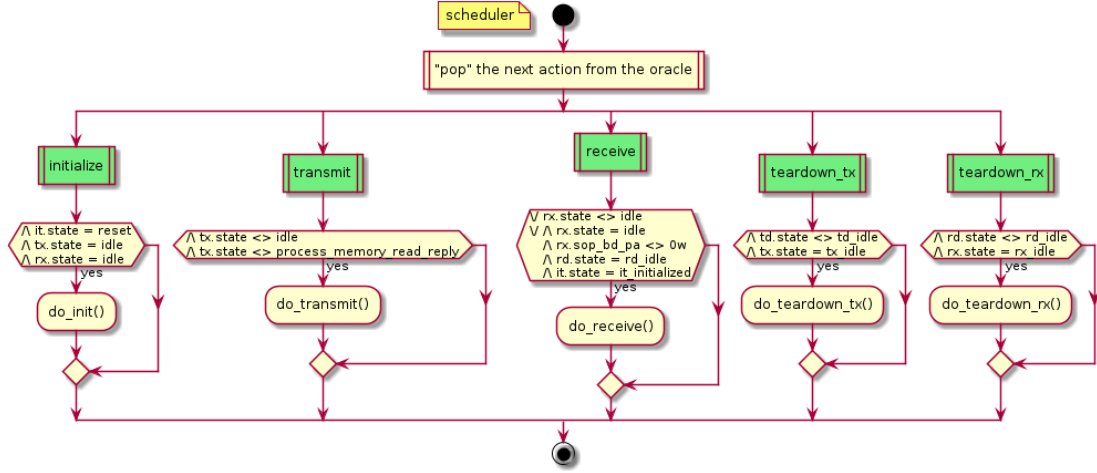 scheduler
"pop" the next action from the oracle
initialize
/\ it.state = reset
/\ tx.state = idle
/\ rx.state = idle
yes
do_init()
transmit
/\ tx.state <> idle
/\ tx.state <> process_memory_read_reply
yes
do_transmit()
receive
\/ rx.state <> idle
\/ /\ rx.state = idle
/\ rx.sop_bd_pa <> 0w
/\ rd.state = rd_idle
/\ it.state = it_initialized
yes
do_receive()
teardown_tx
/\ td.state <> td_idle
/\ tx.state = tx_idle
yes
do_teardown_tx()
teardown_rx
/\ rd.state <> rd_idle
/\ rx.state = rx_idle
yes
do_teardown_rx()